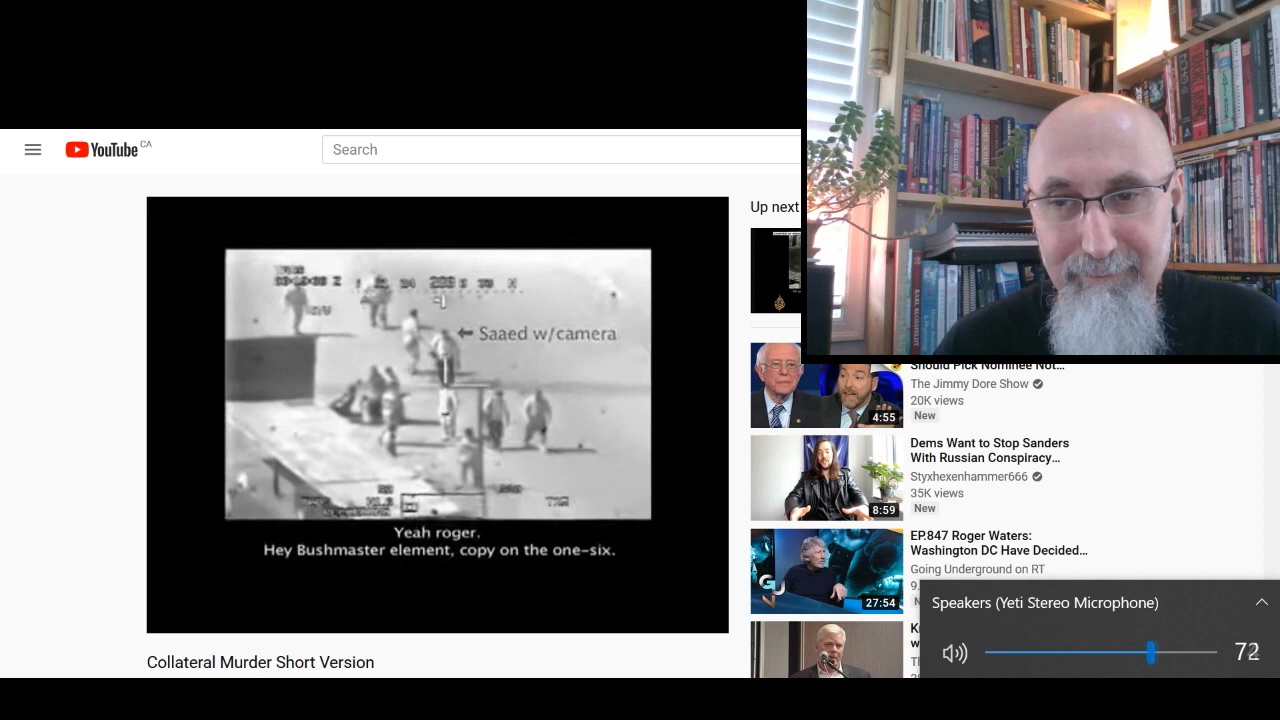 YouTube CA
Search
Saaed w/camera
Yeah roger.
Hey Bushmaster element, copy on the one-six.
Collateral Murder Short Version
Up next
Should Pick Nominee Not...
The Jimmy Dore Show
20K views
New
4:55
Dems Want to Stop Sanders
With Russian Conspiracy...
Styxhexenhammer666
35K views
New
8:59
EP.847 Roger Waters:
Washington DC Have Decided...
Going Underground on RT
9.
27:54
Speakers (Yeti Stereo Microphone)
72